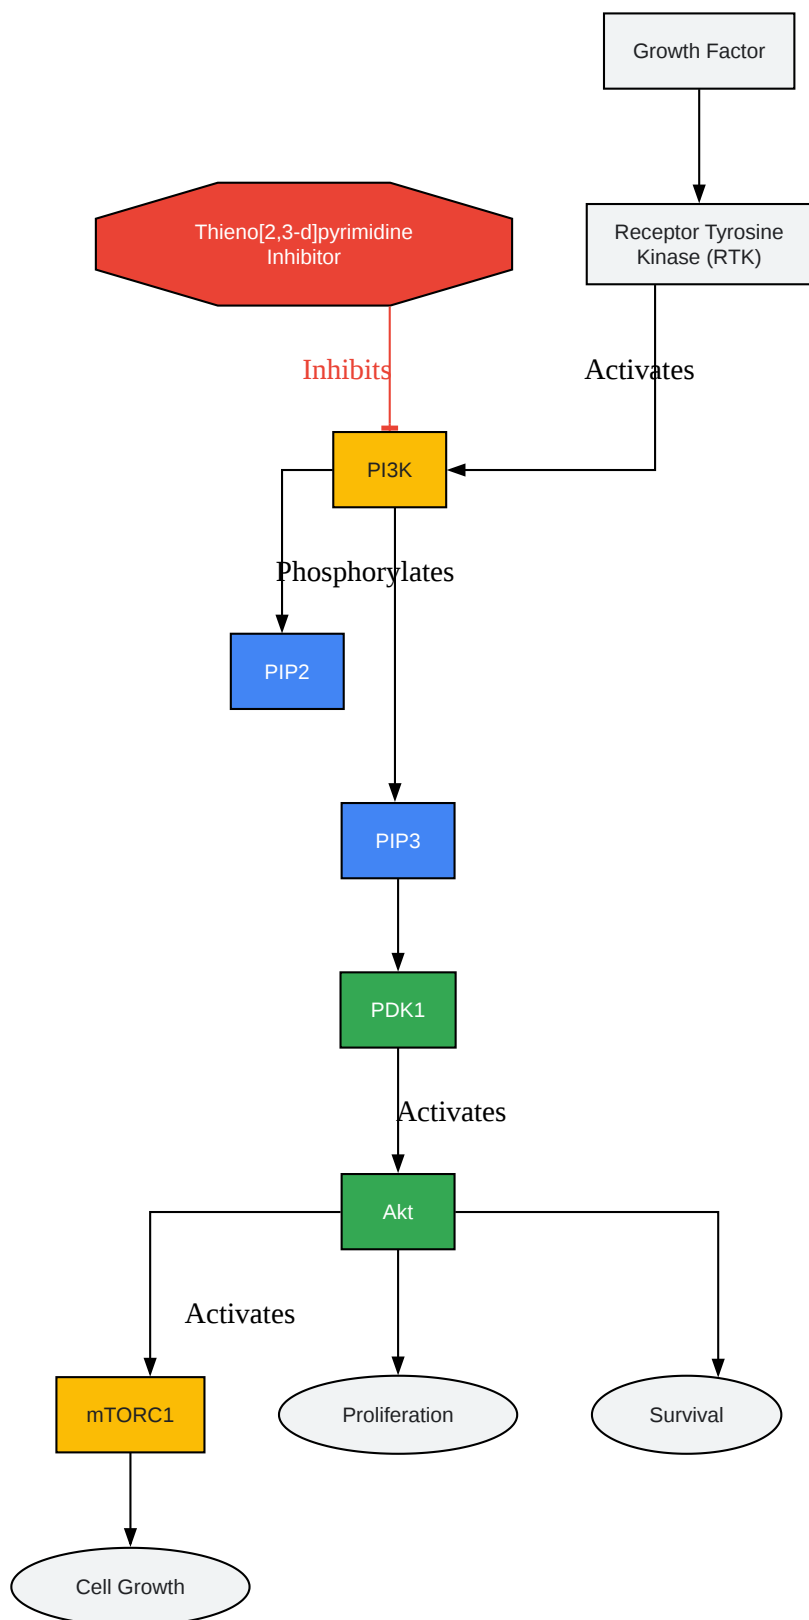 Growth Factor
Thieno[2,3-d]pyrimidine
Inhibitor
Receptor Tyrosine
Kinase (RTK)
Inhibits
Activates
PI3K
Phosphorylates
PIP2
PIP3
PDK1
Activates
Akt
Activates
mTORC1
Proliferation
Survival
Cell Growth